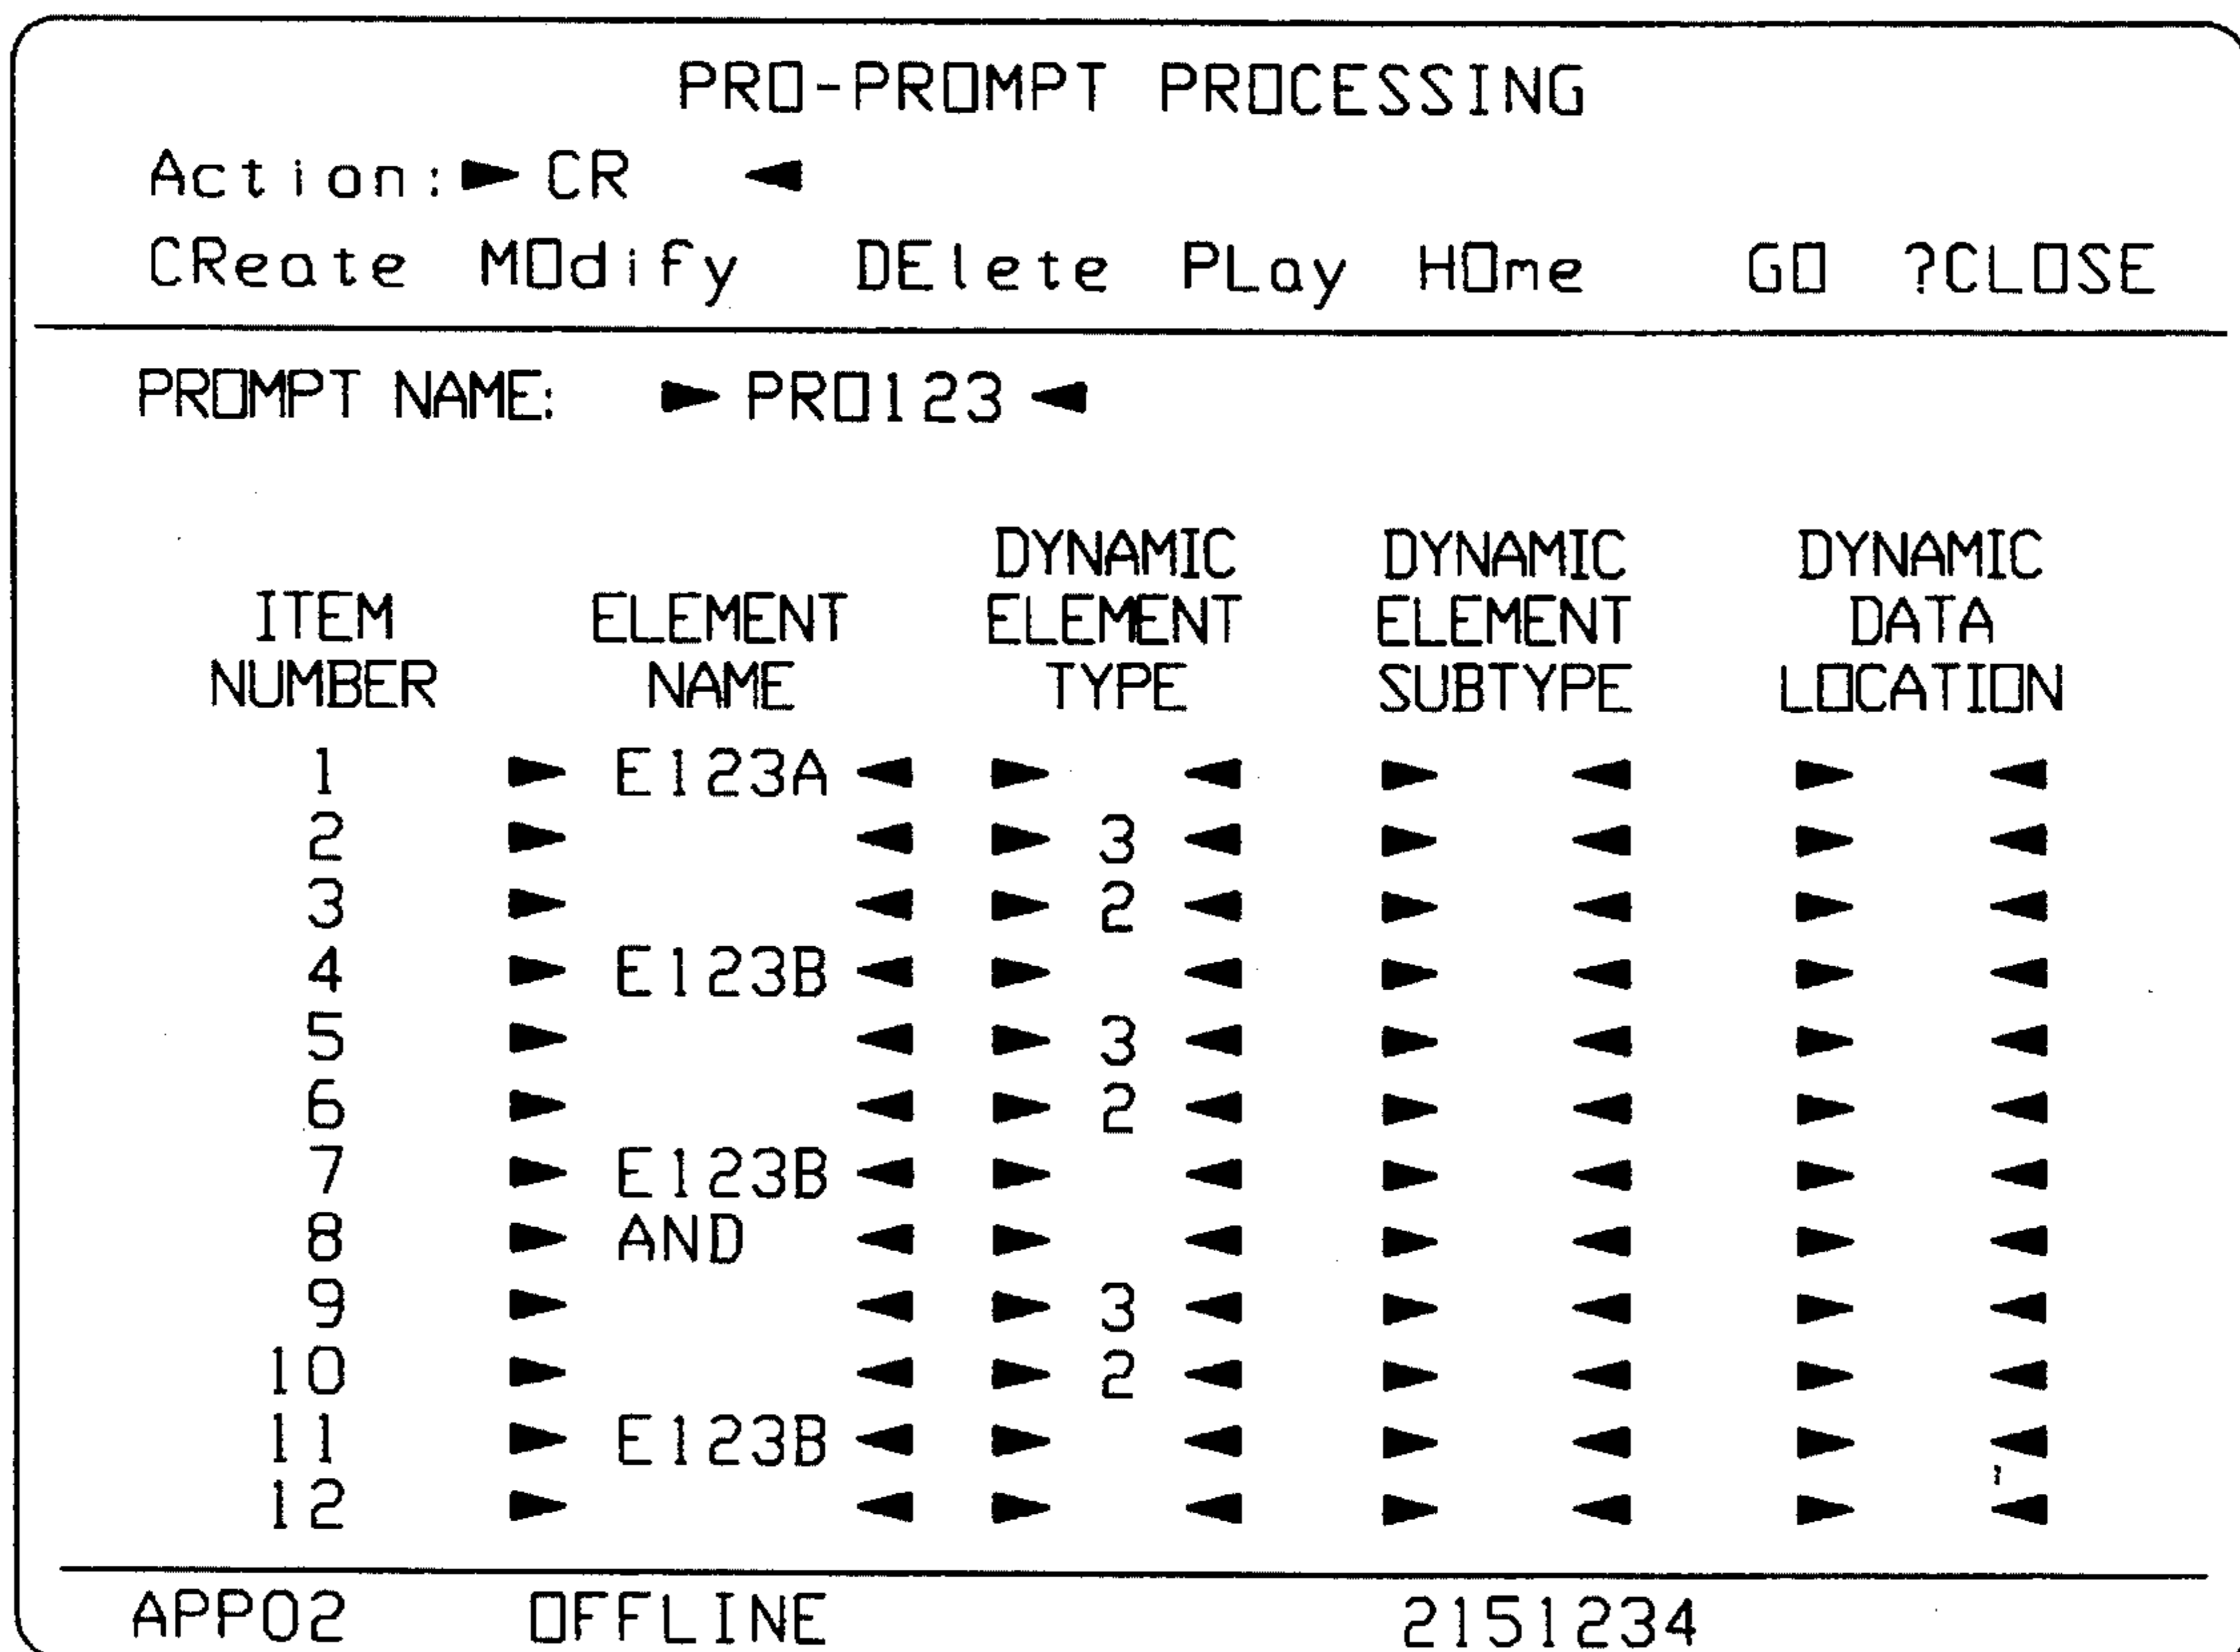 PRO-PROMPT PROCESSING
Action:► CR ◄
CReate MOdify DElete PLay HOme GO ?CLOSE
PROMPT NAME: ► PRO123 ◄
DYNAMIC DYNAMIC DYNAMIC
ITEM ELEMENT ELEMENT ELEMENT DATA
NUMBER NAME TYPE SUBTYPE LOCATION
1 ► E123A ◄ ► ◄ ► ◄ ► ◄
2 ► ◄ ► 3 ◄ ► ◄ ► ◄
3 ► ◄ ► 2 ◄ ► ◄ ► ◄
4 ► E123B ◄ ► ◄ ► ◄ ► ◄
5 ► ◄ ► 3 ◄ ► ◄ ► ◄
6 ► ◄ ► 2 ◄ ► ◄ ► ◄
7 ► E123B ◄ ► ◄ ► ◄ ► ◄
8 ► AND ◄ ► ◄ ► ◄ ► ◄
9 ► ◄ ► 3 ◄ ► ◄ ► ◄
10 ► ◄ ► 2 ◄ ► ◄ ► ◄
11 ► E123B ◄ ► ◄ ► ◄ ► ◄
12 ► ◄ ► ◄ ► ◄ ► ◄
APP02 OFFLINE 2151234